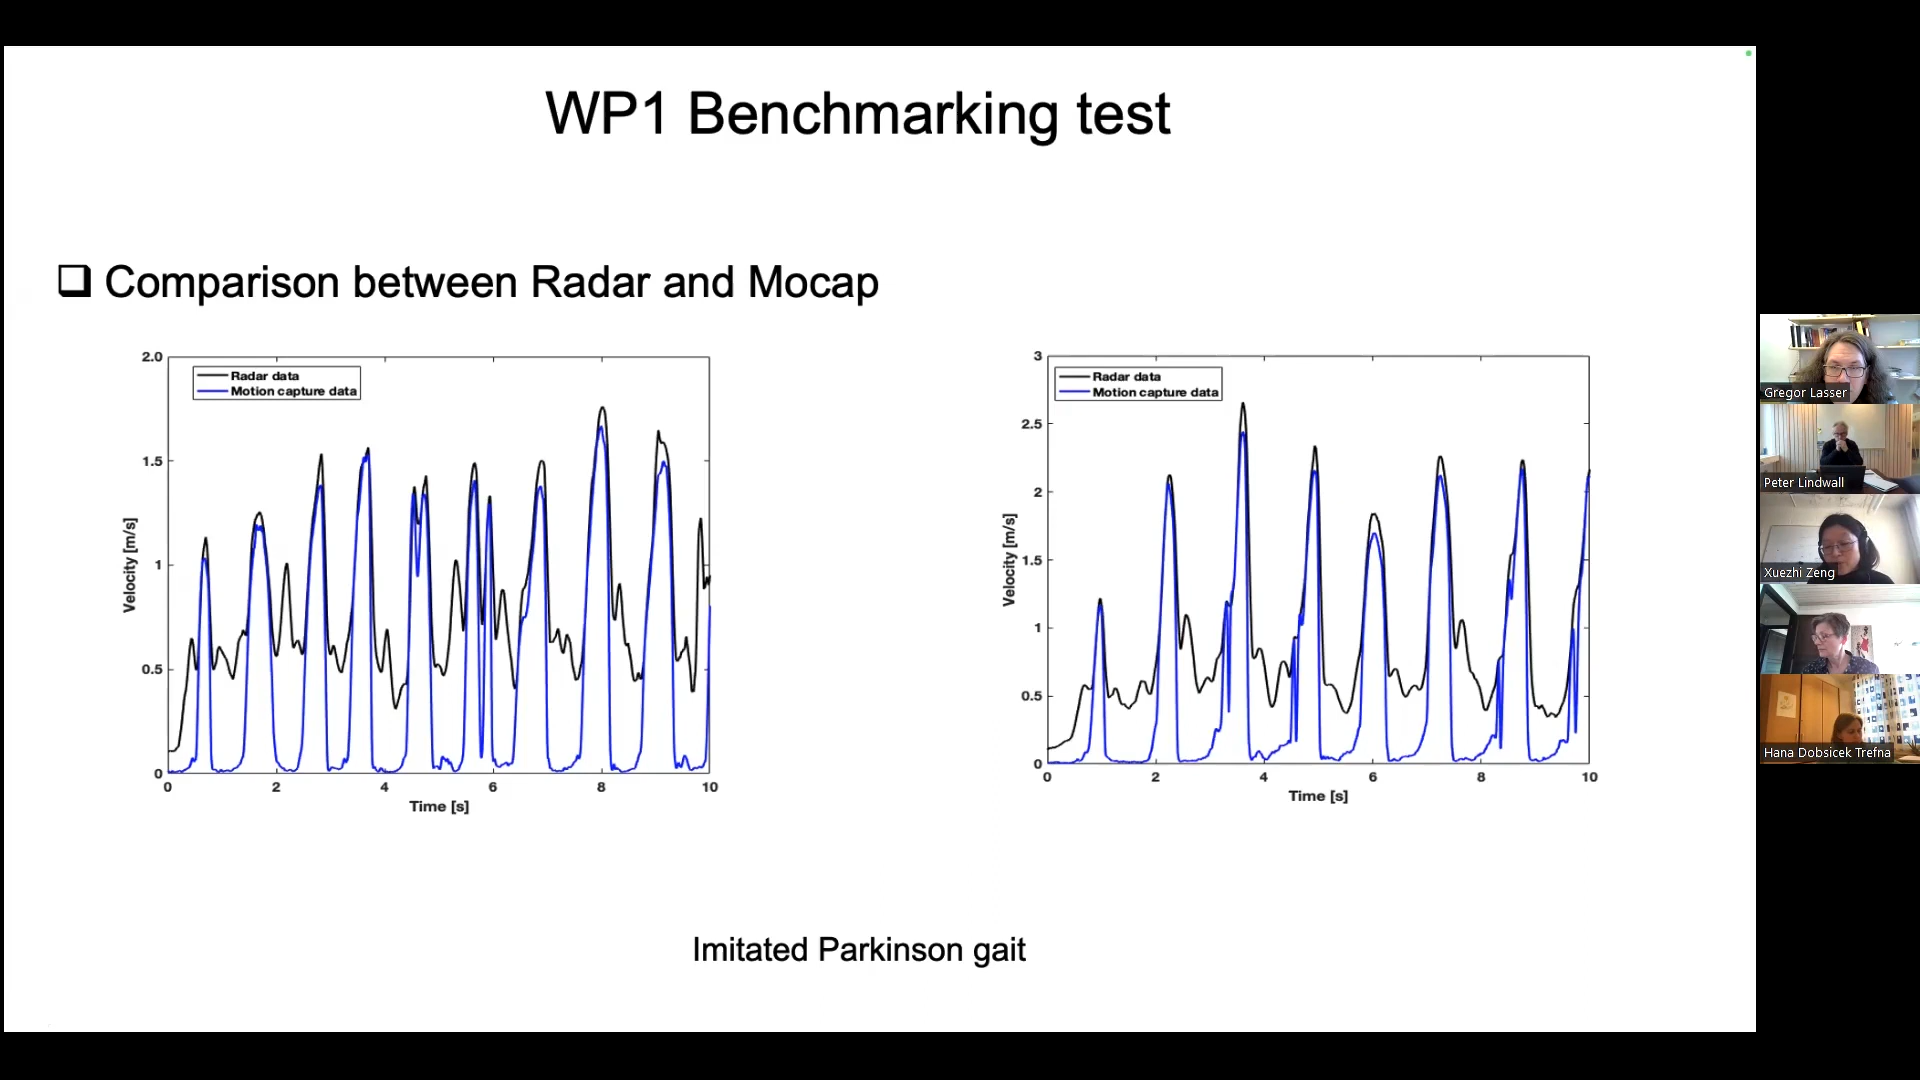 WP1 Benchmarking test
❑ Comparison between Radar and Mocap
2.0
1.5
1
0.5
0
Velocity [m/s]
Radar data
Motion capture data
0 2 4 6 8 10
Time [s]
3
2.5
2
1.5
1
0.5
0
Velocity [m/s]
Radar data
Motion capture data
0 2 4 6 8 10
Time [s]
Imitated Parkinson gait
Gregor Lasser
Peter Lindwall
Xuezhi Zeng
Hana Dobsicek Trefna